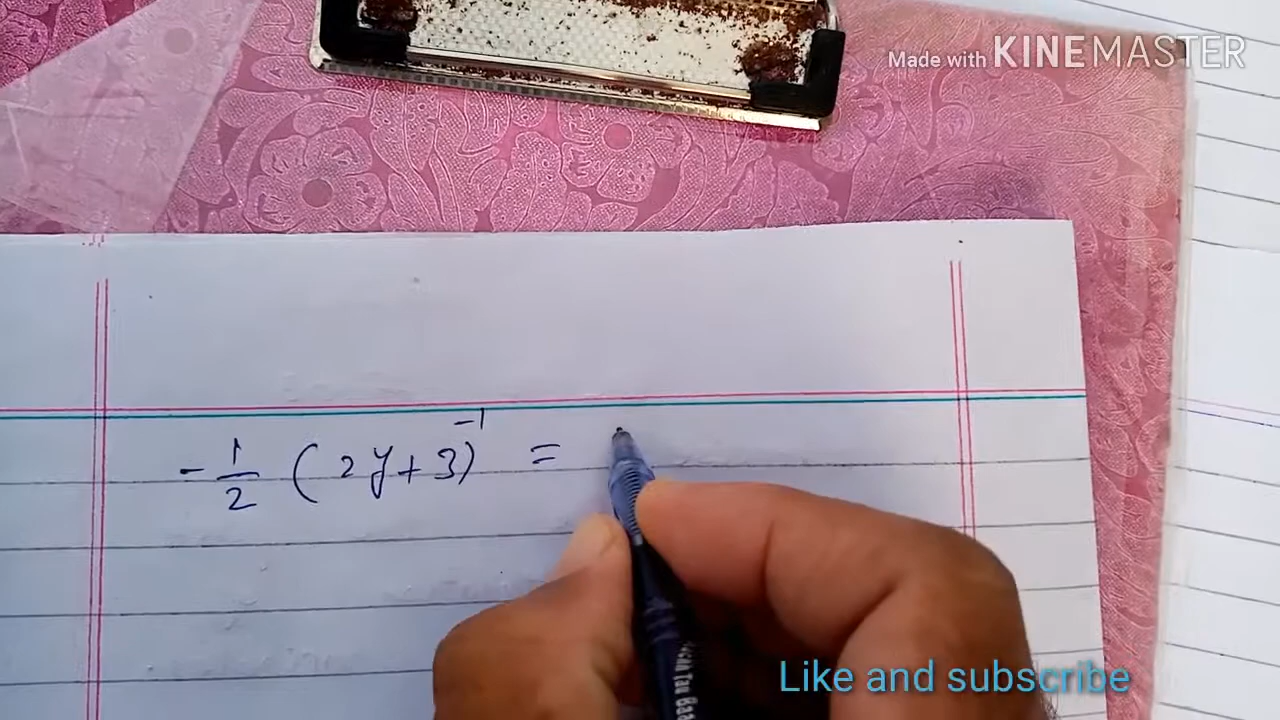 Made with KINEMASTER
-1/2 (2y+3)^-1 =
Like and subscribe